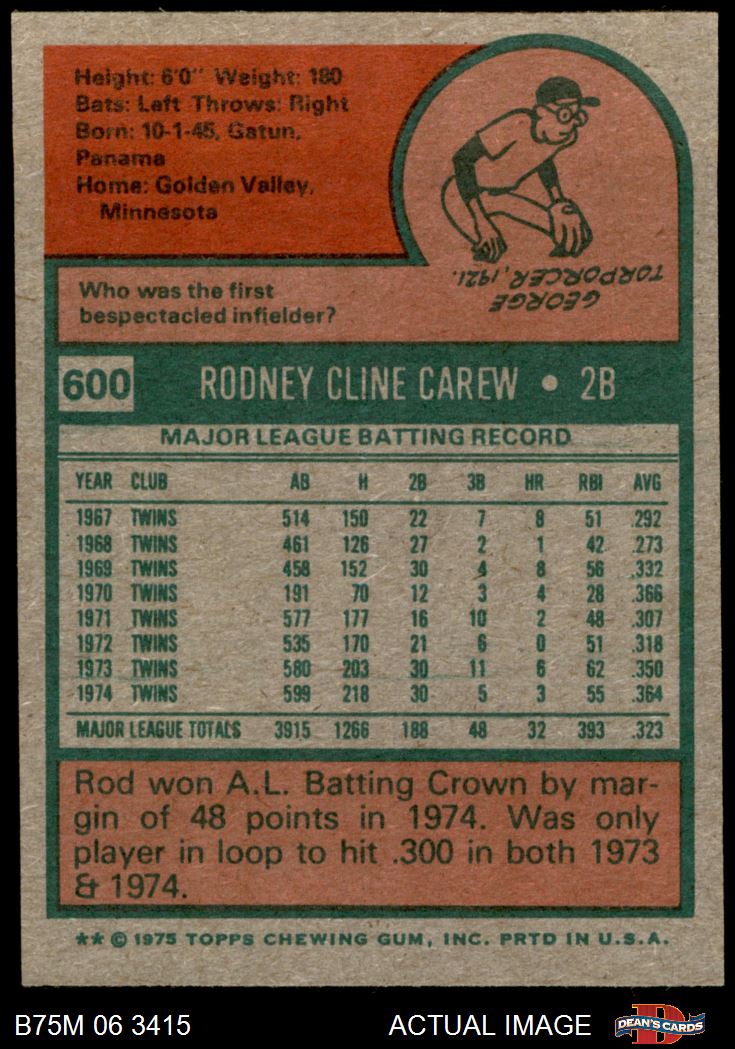 Height: 6'0" Weight: 180
Bats: Left Throws: Right
Born: 10-1-45, Gatun,
Panama
Home: Golden Valley,
Minnesota
Who was the first
bespectacled infielder?
GEORGE
TORPORCER, 1921.
600 RODNEY CLINE CAREW • 2B
MAJOR LEAGUE BATTING RECORD
YEAR CLUB AB H 2B 3B HR RBI AVG
1967 TWINS 514 150 22 7 8 51 .292
1968 TWINS 461 126 27 2 1 42 .273
1969 TWINS 458 152 30 4 8 56 .332
1970 TWINS 191 70 12 3 4 28 .366
1971 TWINS 577 177 16 10 2 48 .307
1972 TWINS 535 170 21 6 0 51 .318
1973 TWINS 580 203 30 11 6 62 .350
1974 TWINS 599 218 30 5 3 55 .364
MAJOR LEAGUE TOTALS 3915 1266 188 48 32 393 .323
Rod won A.L. Batting Crown by mar-
gin of 48 points in 1974. Was only
player in loop to hit .300 in both 1973
& 1974.
** © 1975 TOPPS CHEWING GUM, INC. PRTD IN U.S.A.
B75M 06 3415 ACTUAL IMAGE DEAN'S CARDS